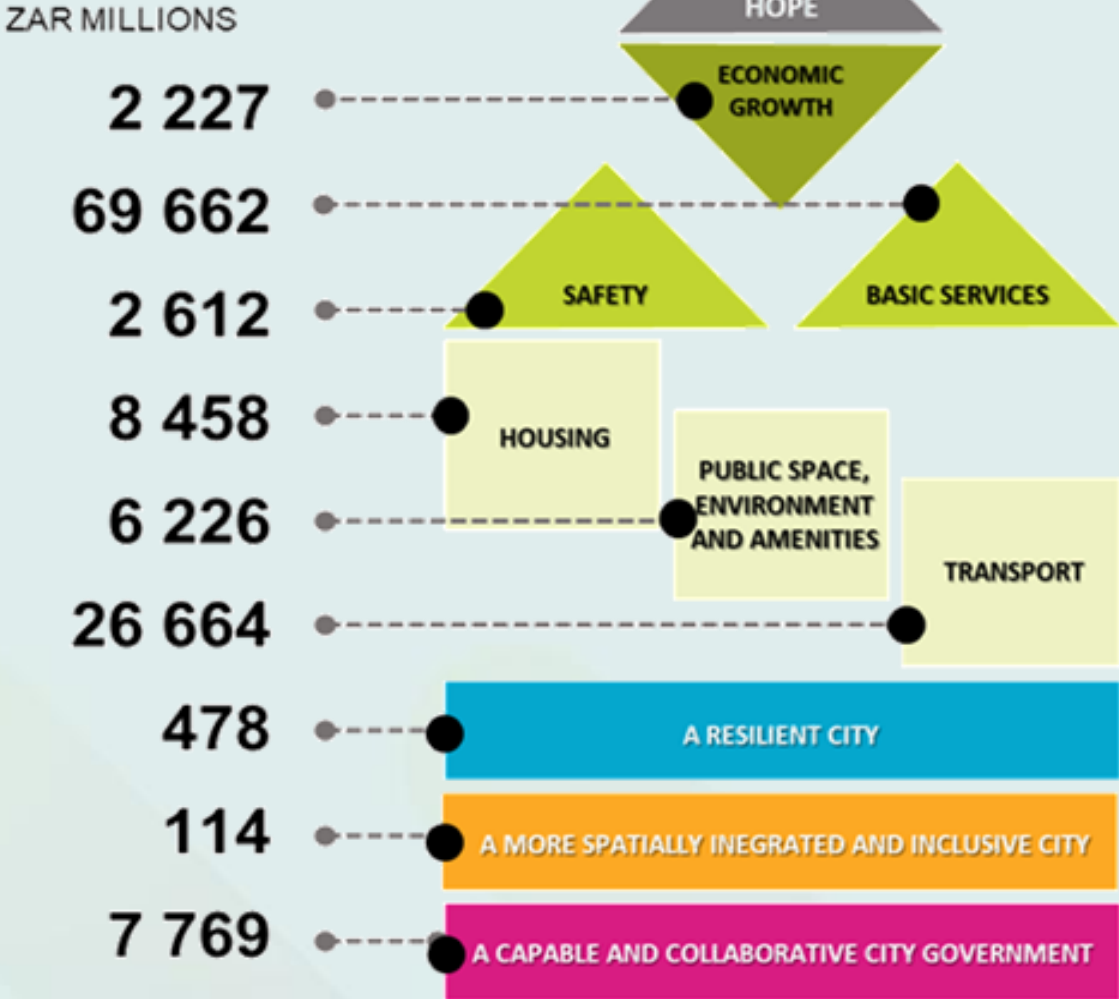 ZAR MILLIONS
HOPE
2 227
ECONOMIC
GROWTH
69 662
BASIC SERVICES
2 612
SAFETY
8 458
HOUSING
6 226
PUBLIC SPACE,
ENVIRONMENT
AND AMENITIES
26 664
TRANSPORT
478
A RESILIENT CITY
114
A MORE SPATIALLY INEGRATED AND INCLUSIVE CITY
7 769
A CAPABLE AND COLLABORATIVE CITY GOVERNMENT